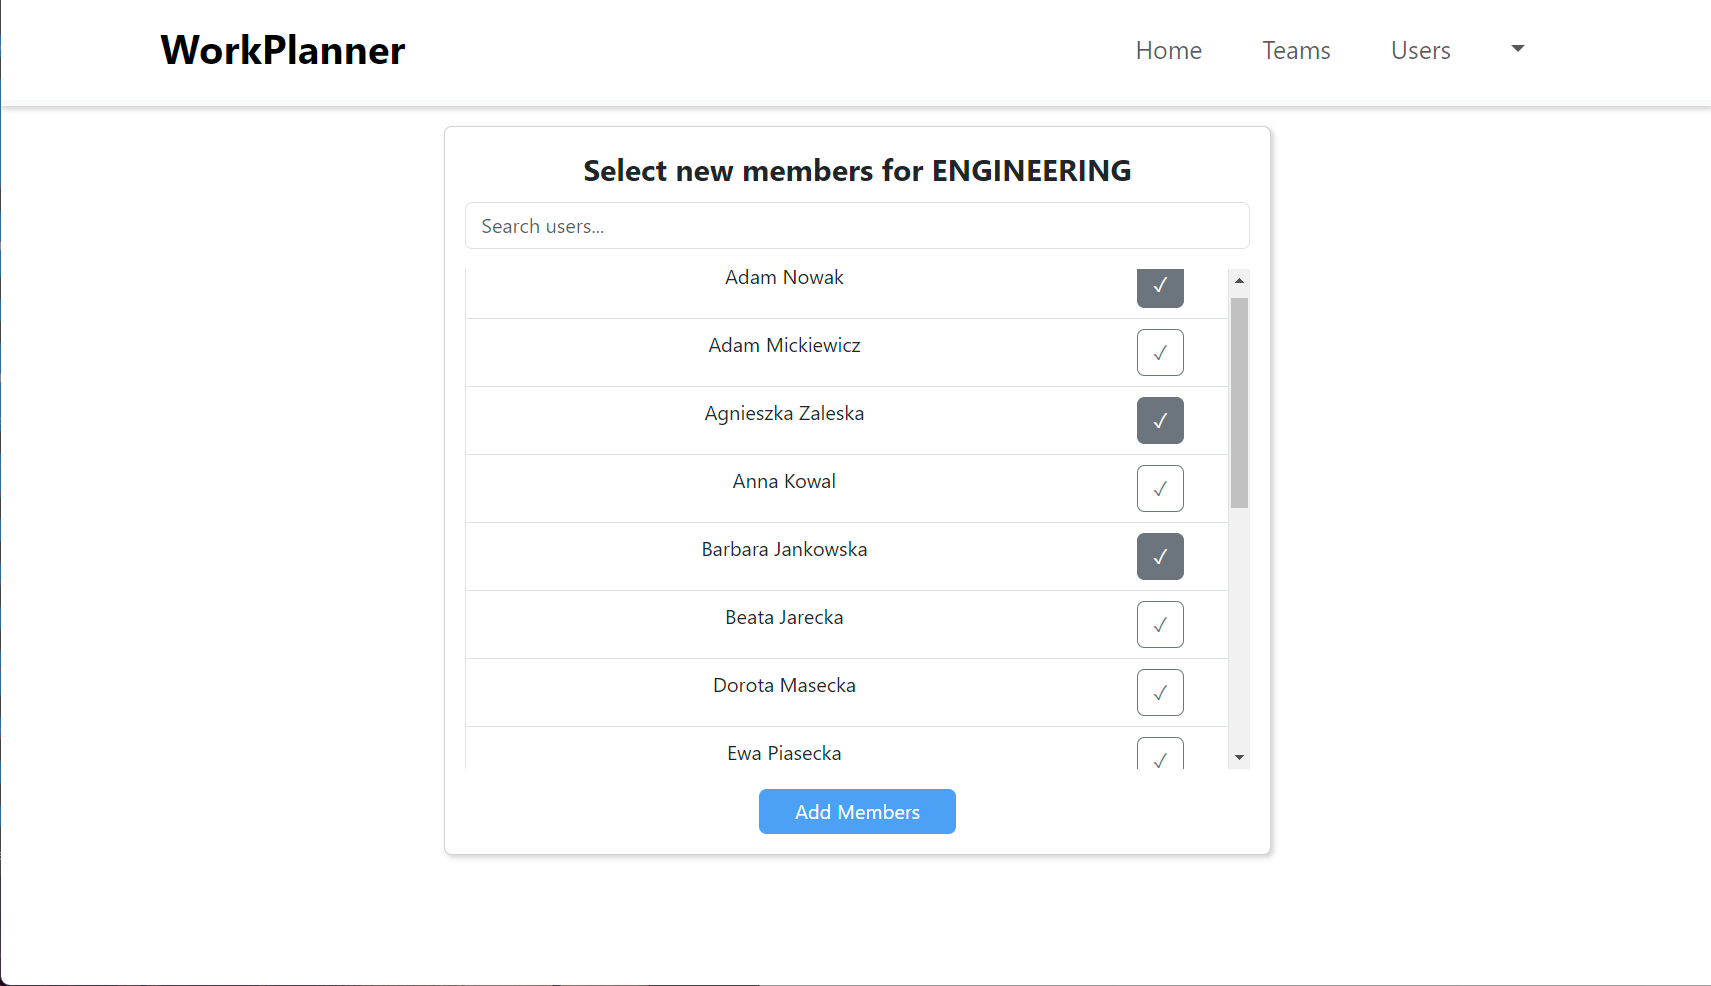 WorkPlanner
Home Teams Users
Select new members for ENGINEERING
Search users...
Adam Nowak ✓
Adam Mickiewicz ✓
Agnieszka Zaleska ✓
Anna Kowal ✓
Barbara Jankowska ✓
Beata Jarecka ✓
Dorota Masecka ✓
Ewa Piasecka ✓
Add Members